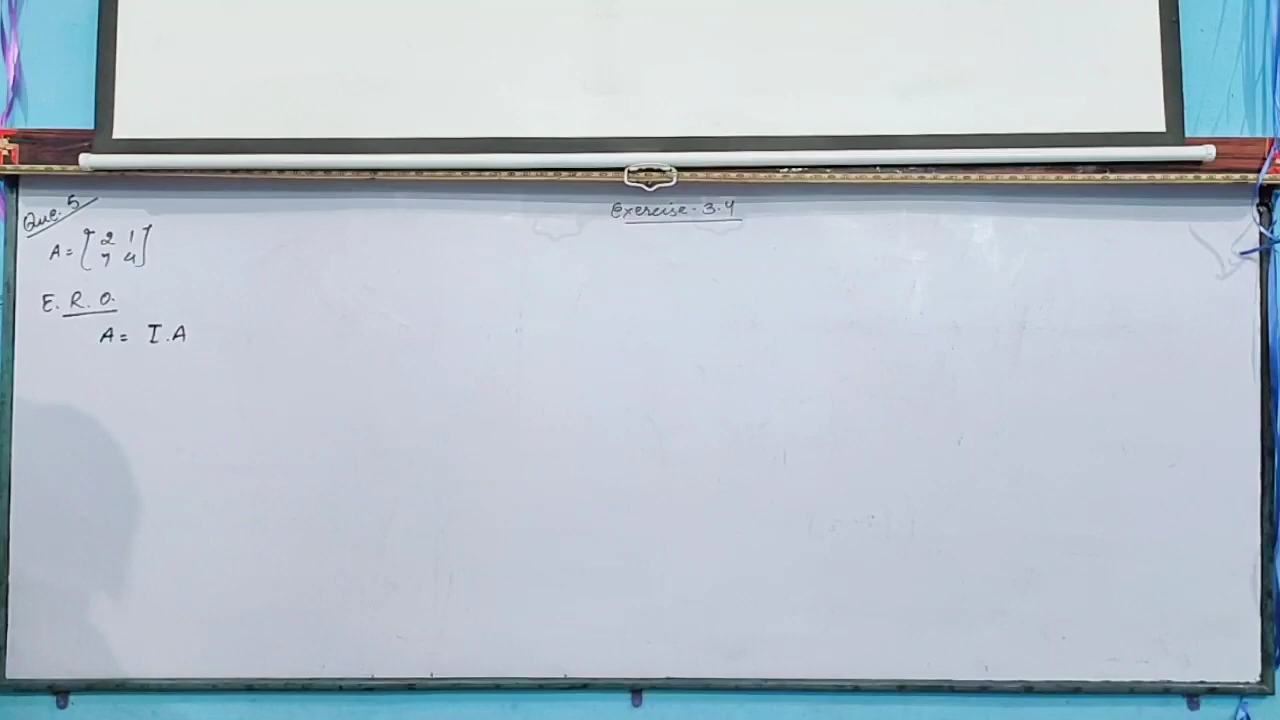 Exercise-3.4
Que. 5
A = [ 2 1
7 4 ]
E. R. O.
A = I.A